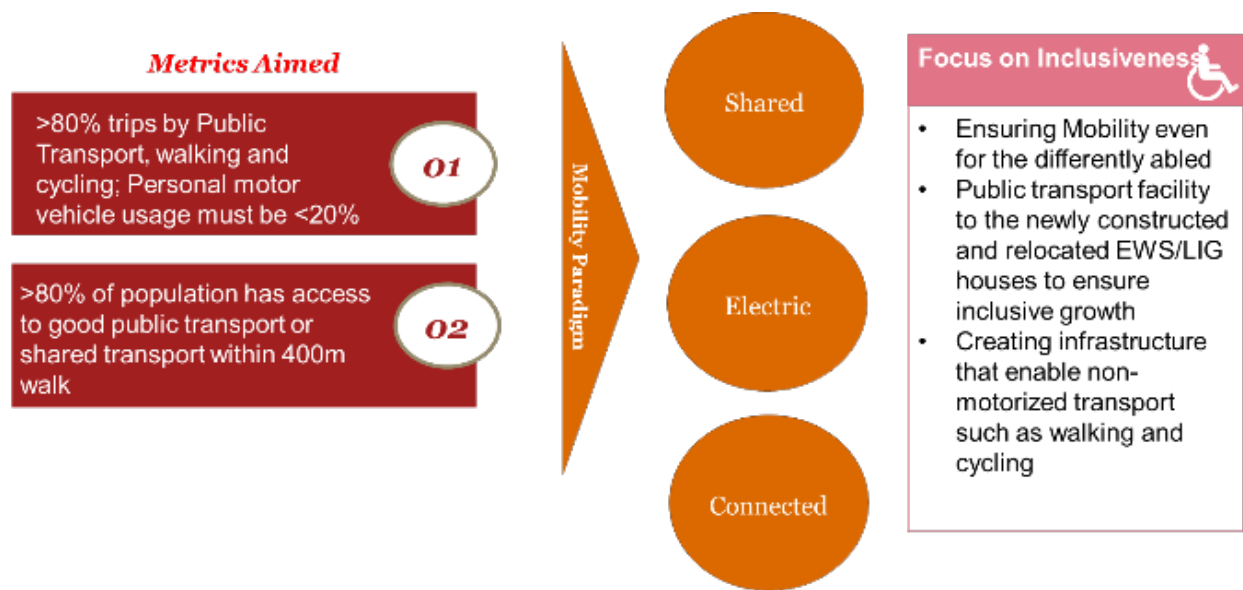 Metrics Aimed
>80% trips by Public
Transport, walking and
cycling; Personal motor
vehicle usage must be <20%
01
>80% of population has access
to good public transport or
shared transport within 400m
walk
02
Mobility Paradigm
Shared
Electric
Connected
Focus on Inclusiveness
• Ensuring Mobility even
for the differently abled
• Public transport facility
to the newly constructed
and relocated EWS/LIG
houses to ensure
inclusive growth
• Creating infrastructure
that enable non-
motorized transport
such as walking and
cycling